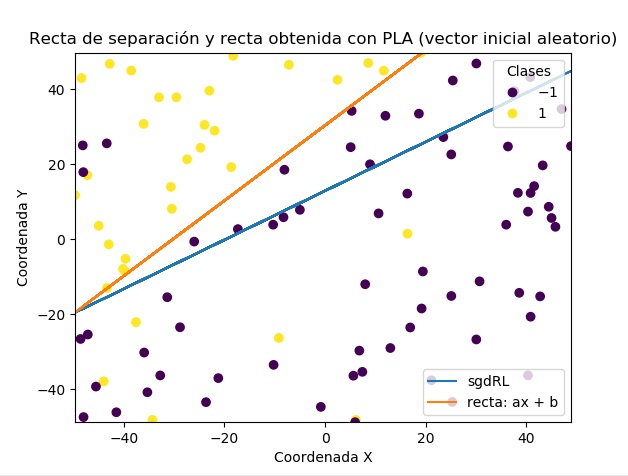 Recta de separación y recta obtenida con PLA (vector inicial aleatorio)
Clases
−1
1
40
20
0
−20
−40
Coordenada Y
sgdRL
recta: ax + b
−40
−20
0
20
40
Coordenada X